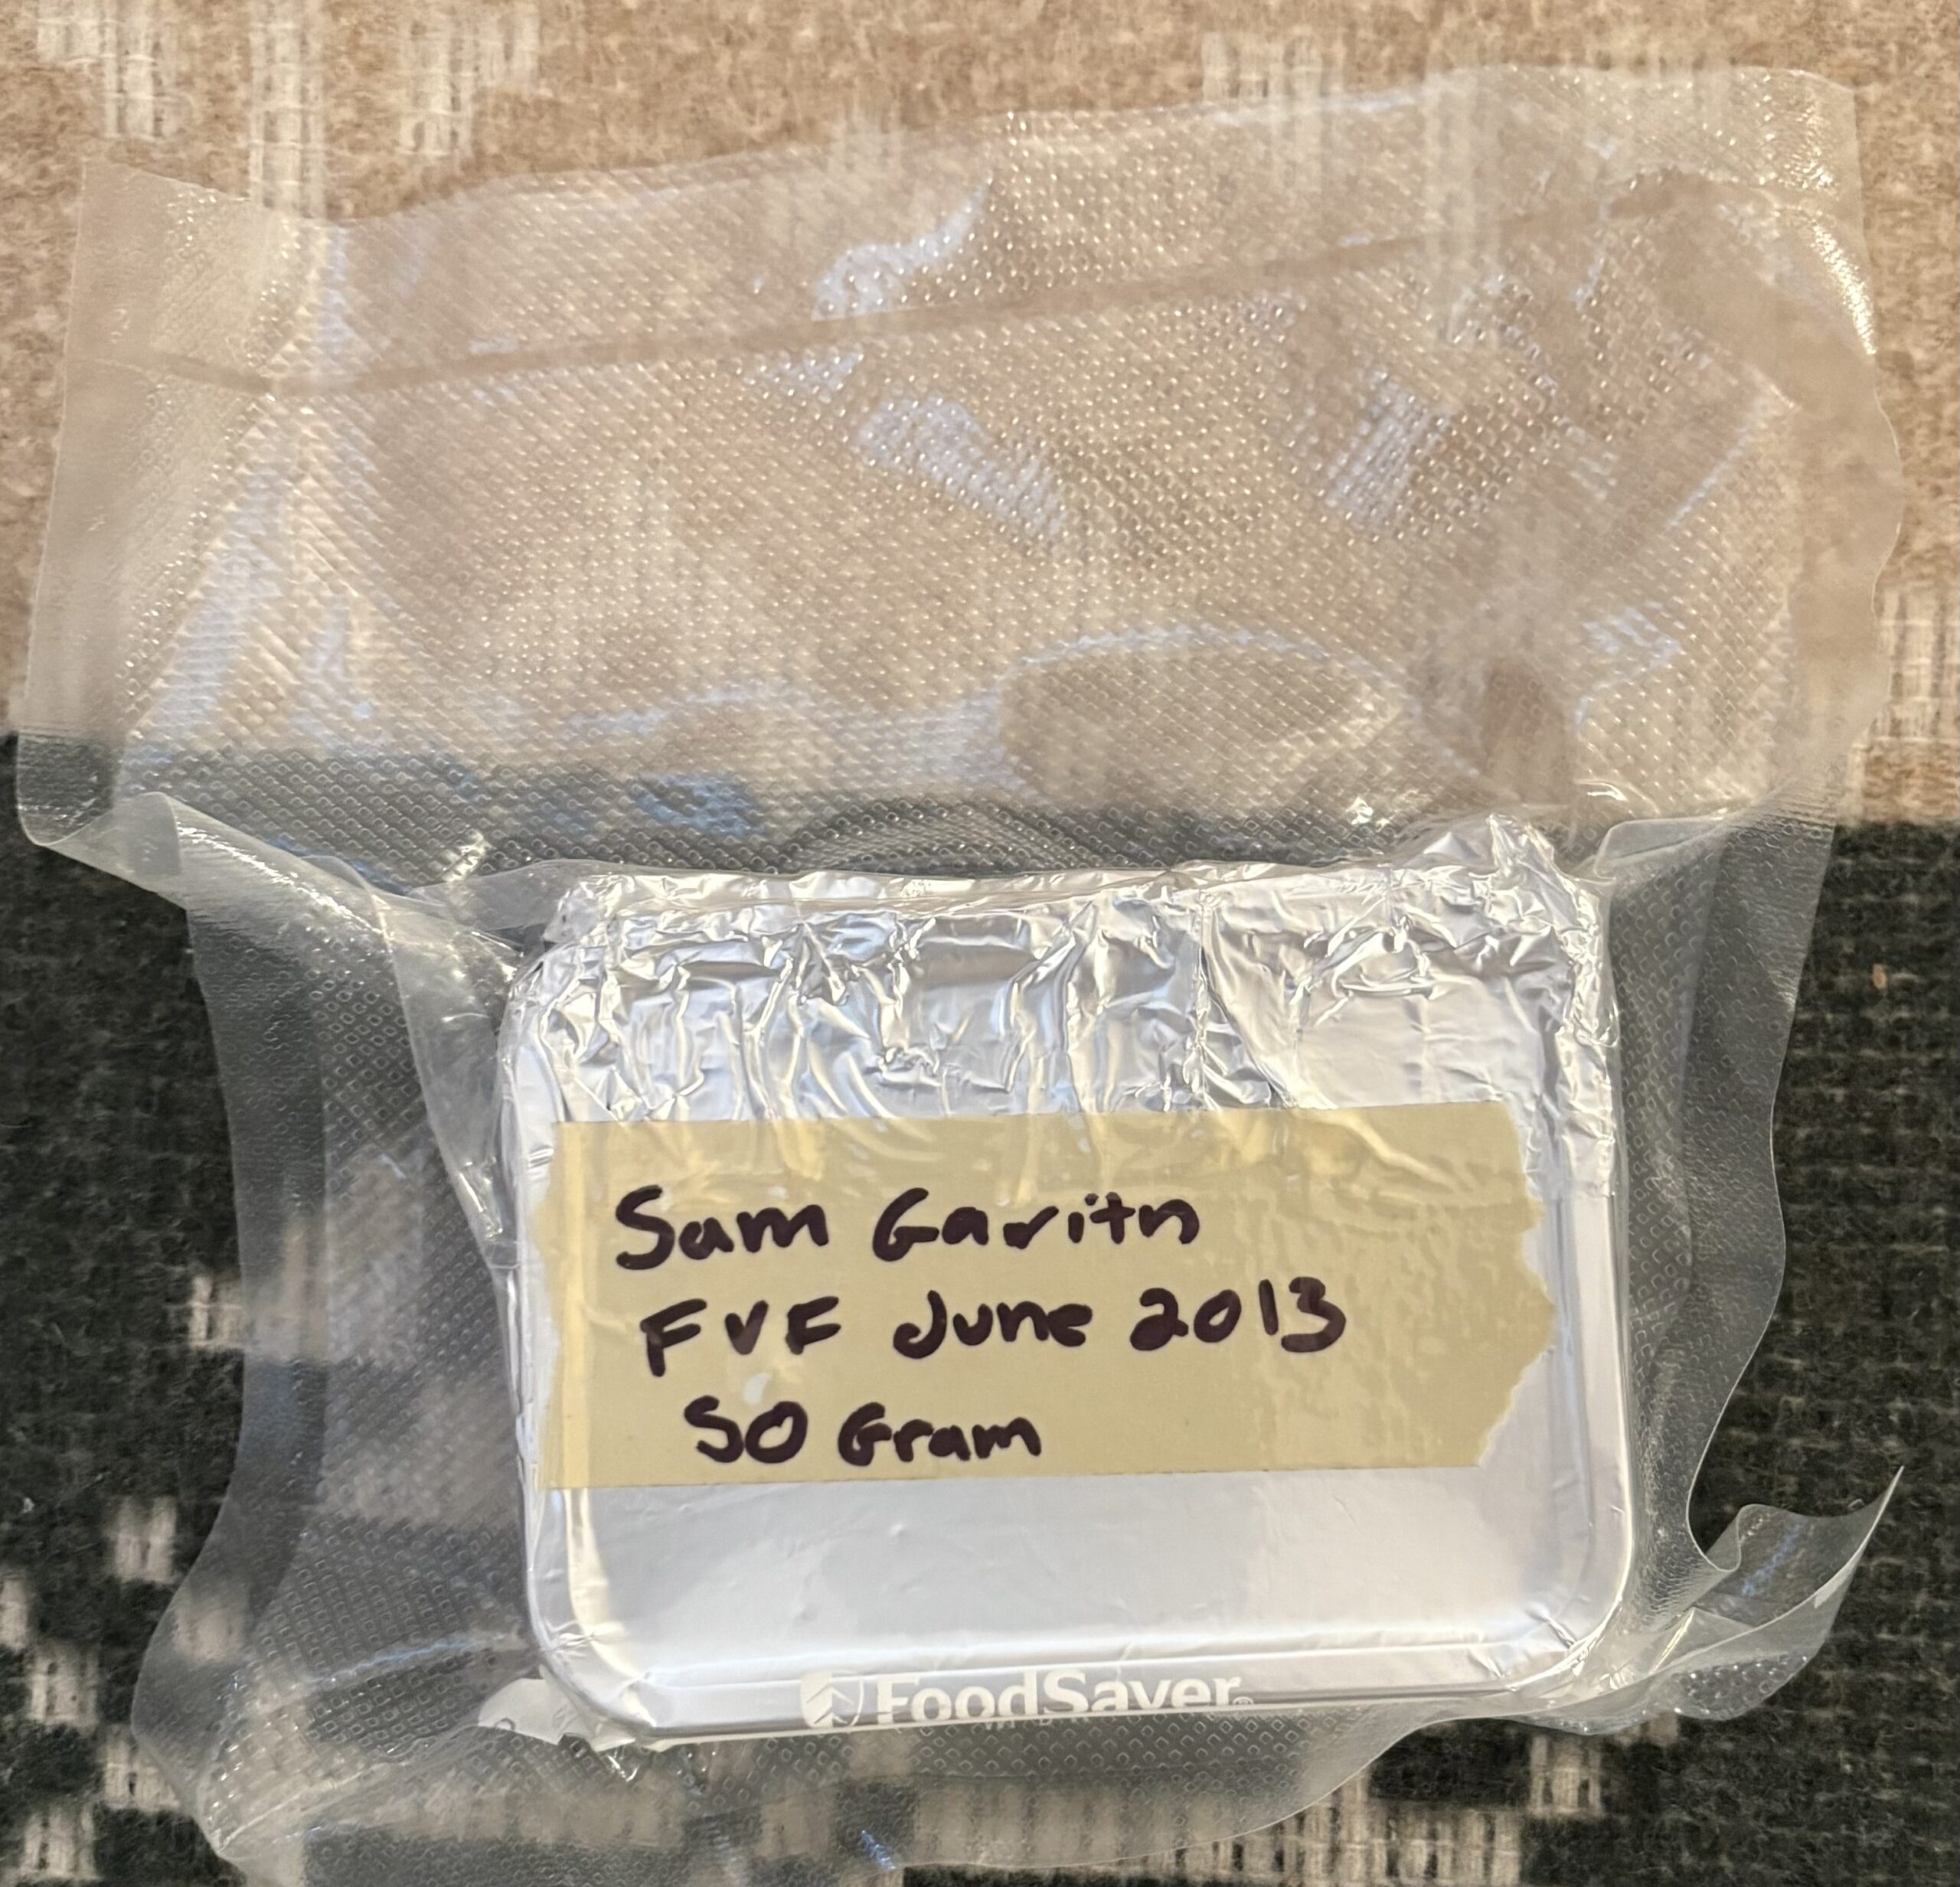 Sam Garitn
FVF June 2013
50 Gram
FoodSaver®